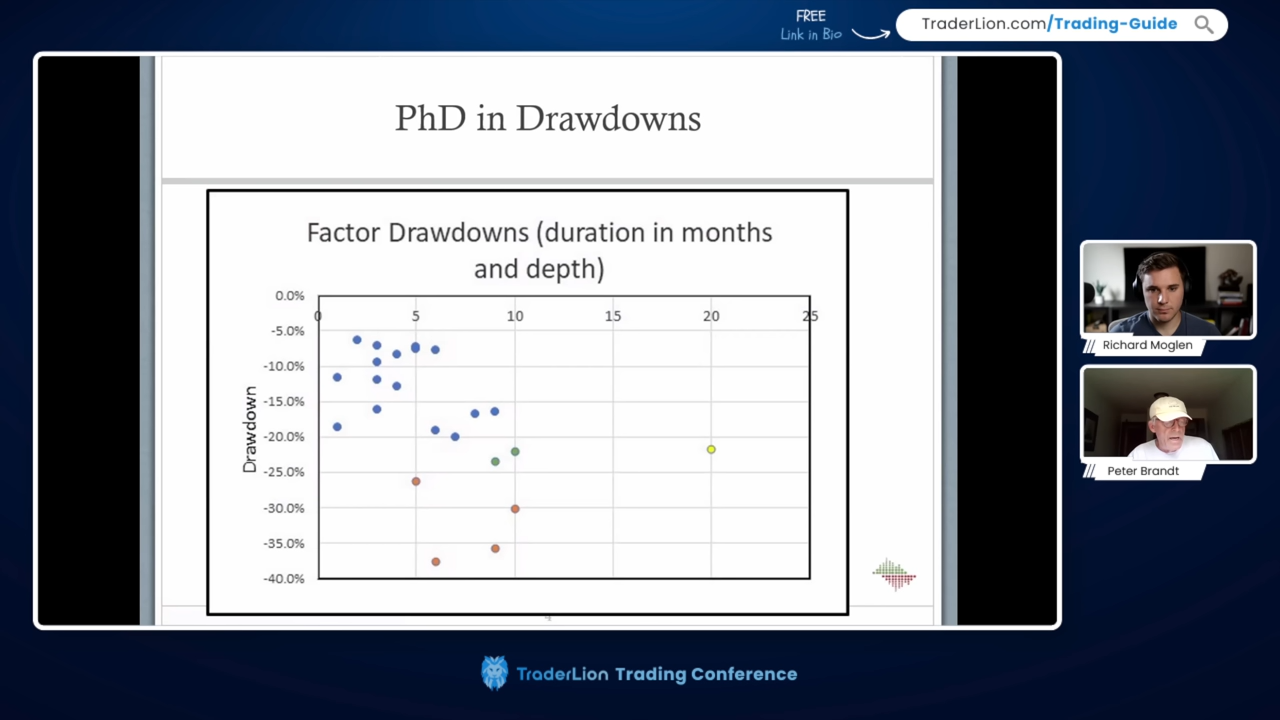 FREE
Link in Bio
TraderLion.com/Trading-Guide
PhD in Drawdowns
Factor Drawdowns (duration in months
and depth)
0.0%
0 5 10 15 20 25
-5.0%
-10.0%
-15.0%
-20.0%
-25.0%
-30.0%
-35.0%
-40.0%
Drawdown
4
Richard Moglen
Peter Brandt
TraderLion Trading Conference